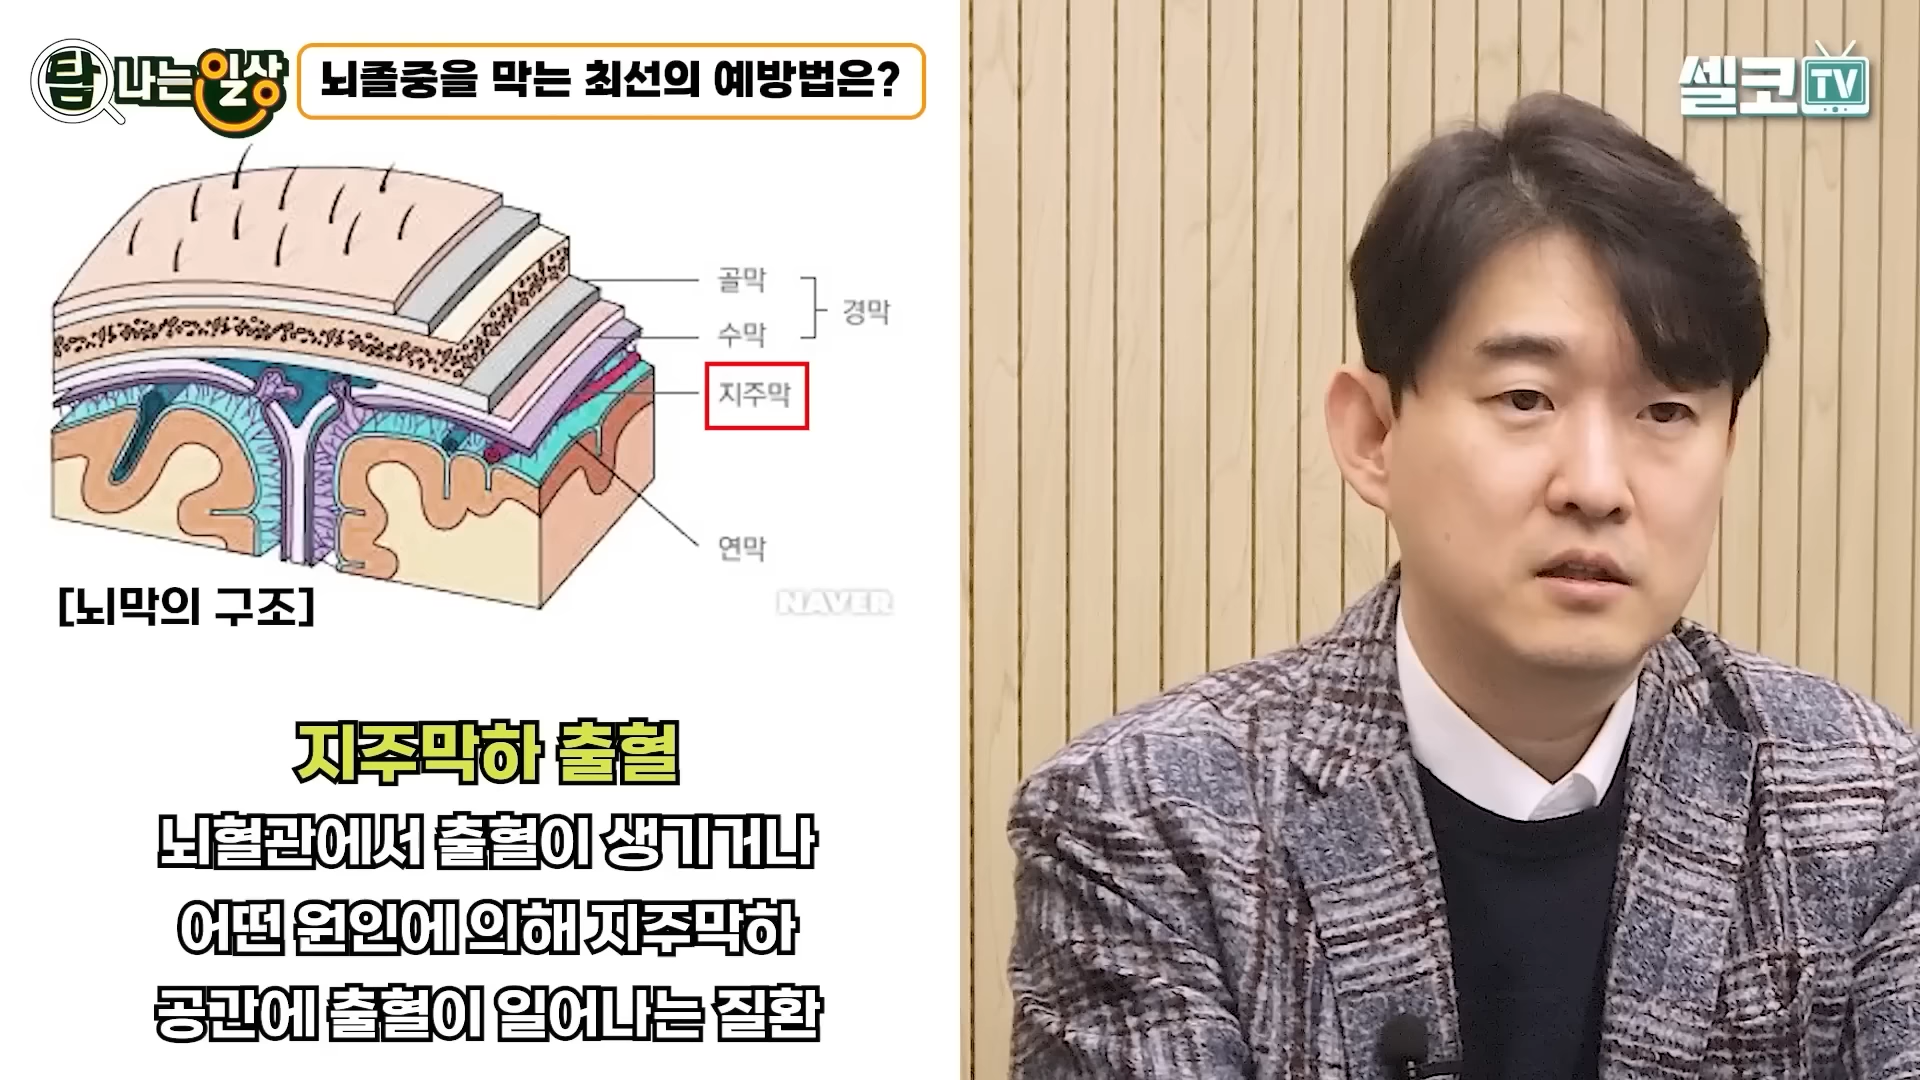 탐나는일상
뇌졸중을 막는 최선의 예방법은?
셀코TV
골막
경막
수막
지주막
연막
NAVER
[뇌막의 구조]
지주막하 출혈
뇌혈관에서 출혈이 생기거나
어떤 원인에 의해 지주막하
공간에 출혈이 일어나는 질환